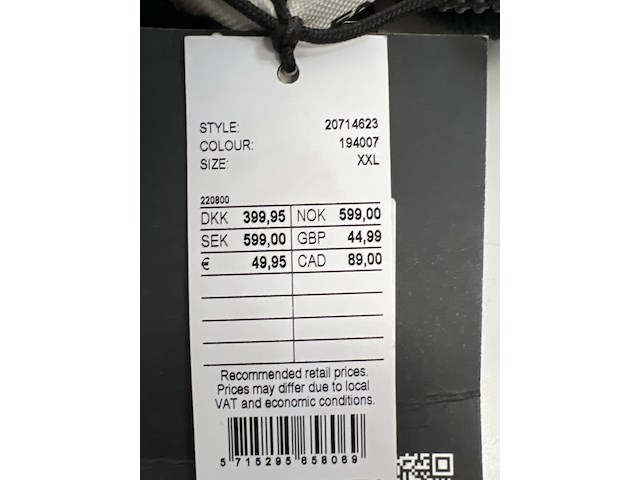 STYLE: 20714623
COLOUR: 194007
SIZE: XXL
220800
DKK 399,95 NOK 599,00
SEK 599,00 GBP 44,99
€ 49,95 CAD 89,00
Recommended retail prices.
Prices may differ due to local
VAT and economic conditions.
5 715295 658069